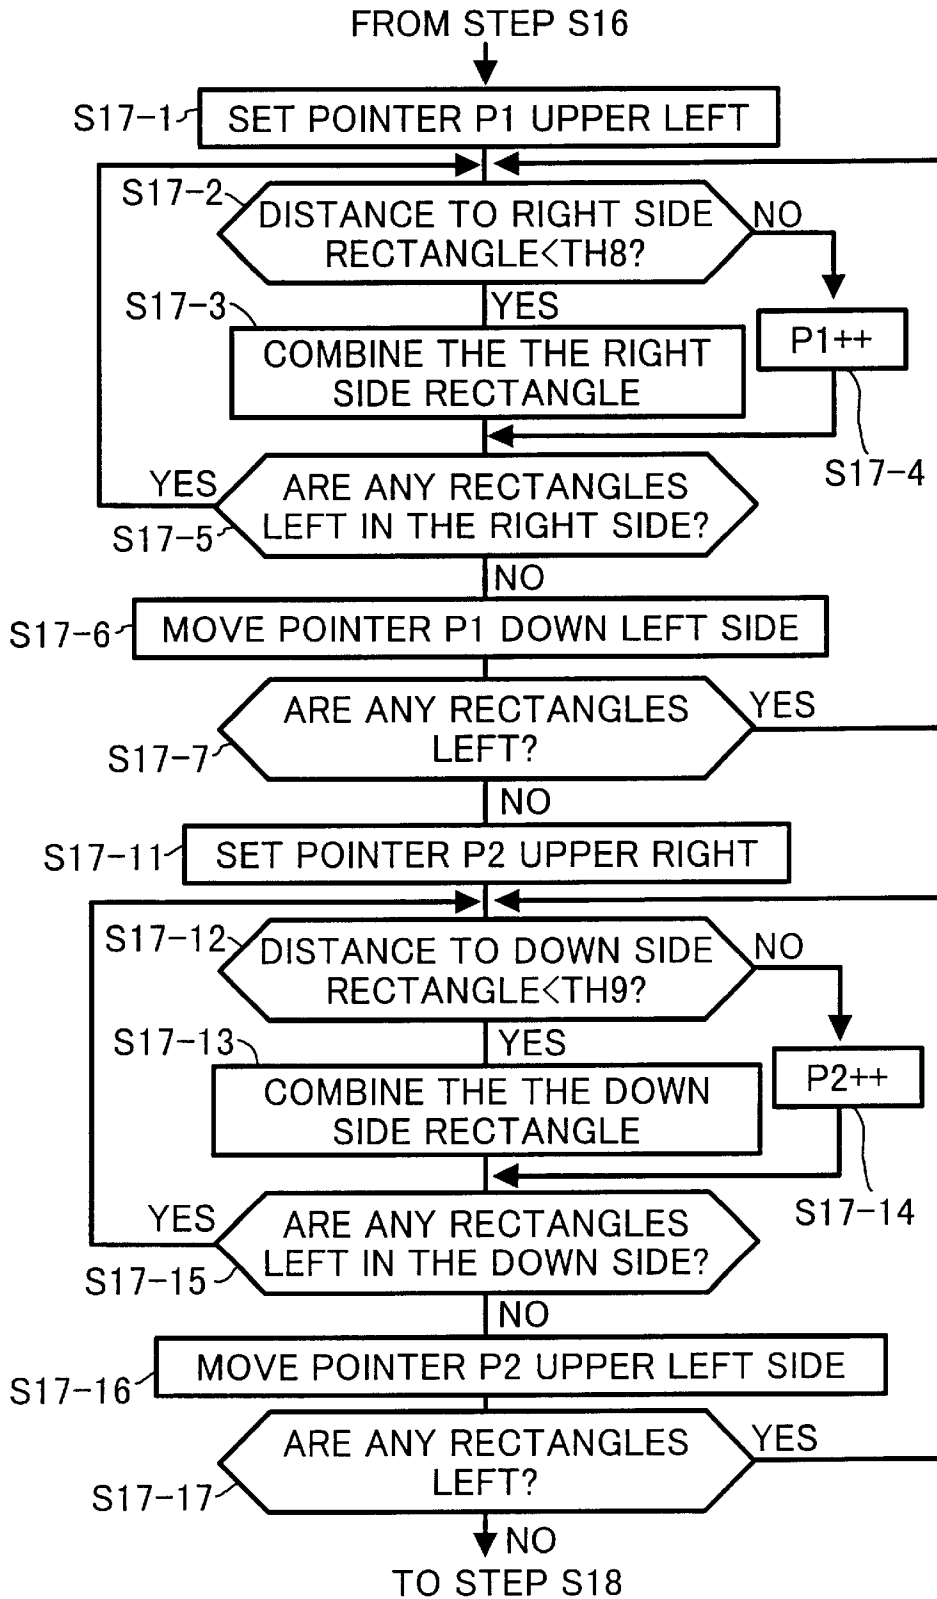 FROM STEP S16
S17-1
SET POINTER P1 UPPER LEFT
S17-2
DISTANCE TO RIGHT SIDE
RECTANGLE<TH8?
NO
YES
S17-3
COMBINE THE THE RIGHT
SIDE RECTANGLE
P1++
S17-4
YES
ARE ANY RECTANGLES
LEFT IN THE RIGHT SIDE?
S17-5
NO
S17-6
MOVE POINTER P1 DOWN LEFT SIDE
ARE ANY RECTANGLES
LEFT?
YES
S17-7
NO
S17-11
SET POINTER P2 UPPER RIGHT
S17-12
DISTANCE TO DOWN SIDE
RECTANGLE<TH9?
NO
YES
S17-13
COMBINE THE THE DOWN
SIDE RECTANGLE
P2++
S17-14
YES
ARE ANY RECTANGLES
LEFT IN THE DOWN SIDE?
S17-15
NO
MOVE POINTER P2 UPPER LEFT SIDE
S17-16
ARE ANY RECTANGLES
LEFT?
YES
S17-17
NO
TO STEP S18